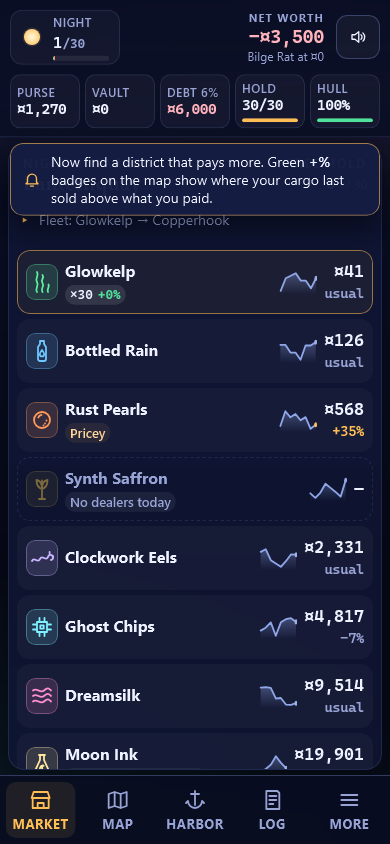 NIGHT
1/30
NET WORTH
−¤3,500
Bilge Rat at ¤0
PURSE
¤1,270
VAULT
¤0
DEBT 6%
¤6,000
HOLD
30/30
HULL
100%
Now find a district that pays more. Green +%
badges on the map show where your cargo last
sold above what you paid.
Fleet: Glowkelp → Copperhook
Glowkelp
×30 +0%
¤41
usual
Bottled Rain
¤126
usual
Rust Pearls
Pricey
¤568
+35%
Synth Saffron
No dealers today
–
Clockwork Eels
¤2,331
usual
Ghost Chips
¤4,817
−7%
Dreamsilk
¤9,514
usual
Moon Ink
¤19,901
MARKET
MAP
HARBOR
LOG
MORE